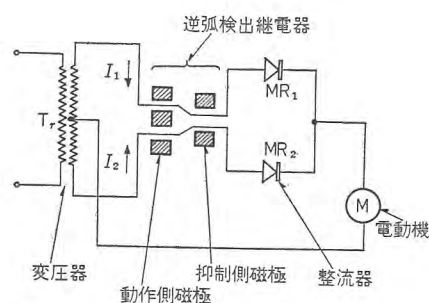 逆弧検出継電器
I₁
MR₁
Tr
I₂
MR₂
M
電動機
変圧器
動作側磁極
抑制側磁極
整流器